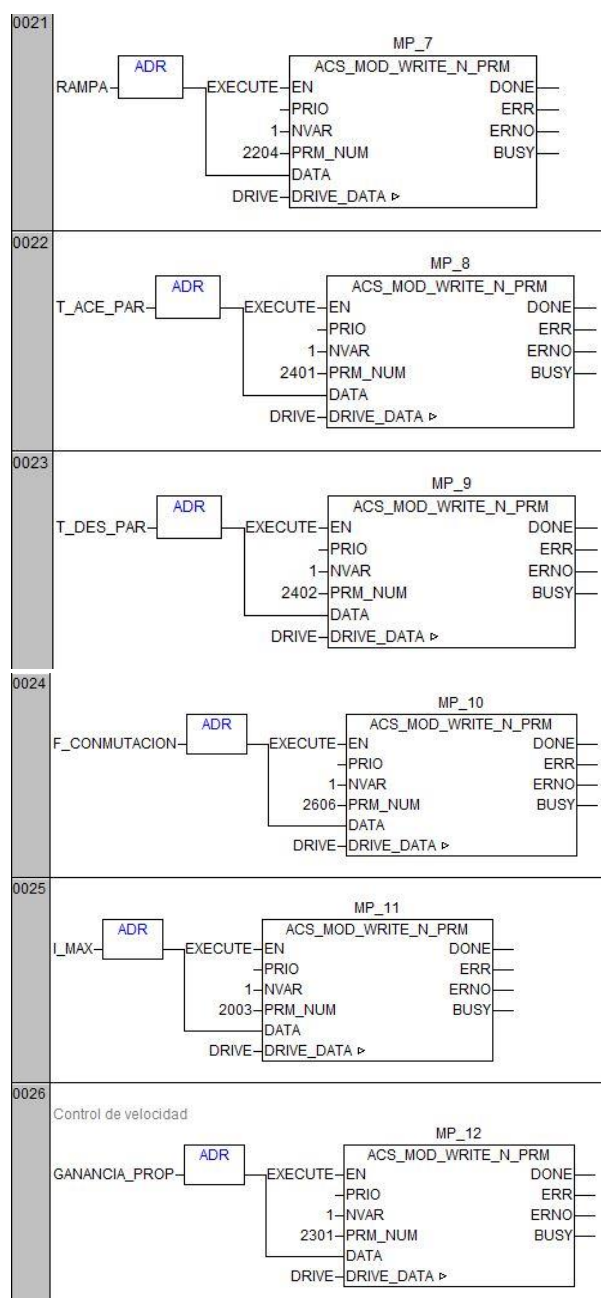 0021
MP_7
ADR ACS_MOD_WRITE_N_PRM
RAMPA EXECUTE EN DONE
PRIO ERR
1 NVAR ERNO
2204 PRM_NUM BUSY
DATA
DRIVE DRIVE_DATA
0022
MP_8
ADR ACS_MOD_WRITE_N_PRM
T_ACE_PAR EXECUTE EN DONE
PRIO ERR
1 NVAR ERNO
2401 PRM_NUM BUSY
DATA
DRIVE DRIVE_DATA
0023
MP_9
ADR ACS_MOD_WRITE_N_PRM
T_DES_PAR EXECUTE EN DONE
PRIO ERR
1 NVAR ERNO
2402 PRM_NUM BUSY
DATA
DRIVE DRIVE_DATA
0024
MP_10
ADR ACS_MOD_WRITE_N_PRM
F_CONMUTACION EXECUTE EN DONE
PRIO ERR
1 NVAR ERNO
2606 PRM_NUM BUSY
DATA
DRIVE DRIVE_DATA
0025
MP_11
ADR ACS_MOD_WRITE_N_PRM
I_MAX EXECUTE EN DONE
PRIO ERR
1 NVAR ERNO
2003 PRM_NUM BUSY
DATA
DRIVE DRIVE_DATA
0026
Control de velocidad
MP_12
ADR ACS_MOD_WRITE_N_PRM
GANANCIA_PROP EXECUTE EN DONE
PRIO ERR
1 NVAR ERNO
2301 PRM_NUM BUSY
DATA
DRIVE DRIVE_DATA